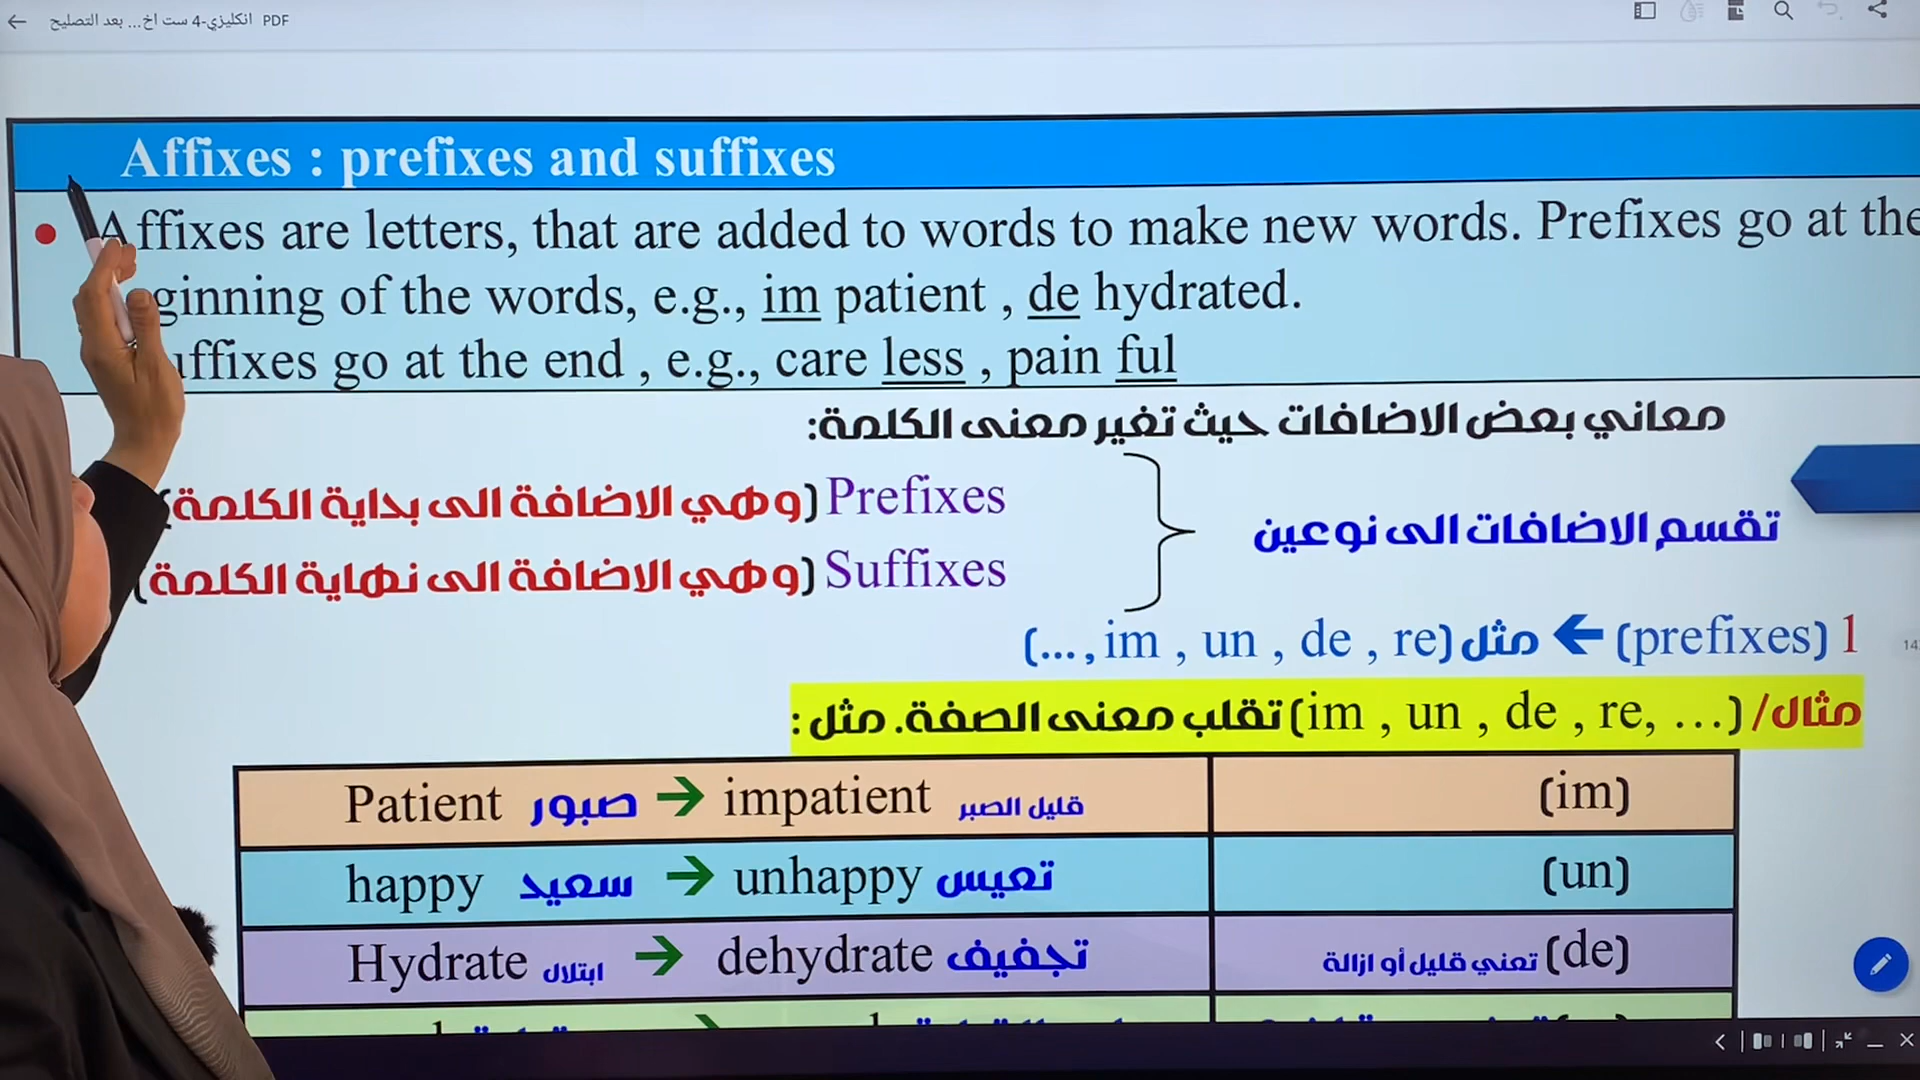 انكليزي-4 ست اخ... بعد التصليح PDF
Affixes : prefixes and suffixes
Affixes are letters, that are added to words to make new words. Prefixes go at the
ginning of the words, e.g., im patient , de hydrated.
uffixes go at the end , e.g., care less , pain ful
معاني بعض الاضافات حيث تغير معنى الكلمة:
تقسم الاضافات الى نوعين
Prefixes (وهي الاضافة الى بداية الكلمة)
Suffixes (وهي الاضافة الى نهاية الكلمة)
1 (prefixes) ← مثل (im , un , de , re, ...)
مثال/ (im , un , de , re, ...) تقلب معنى الصفة. مثل :
Patient صبور → impatient قليل الصبر (im)
happy سعيد → unhappy تعيس (un)
Hydrate ابتلال → dehydrate تجفيف (de) تعني قليل أو ازالة